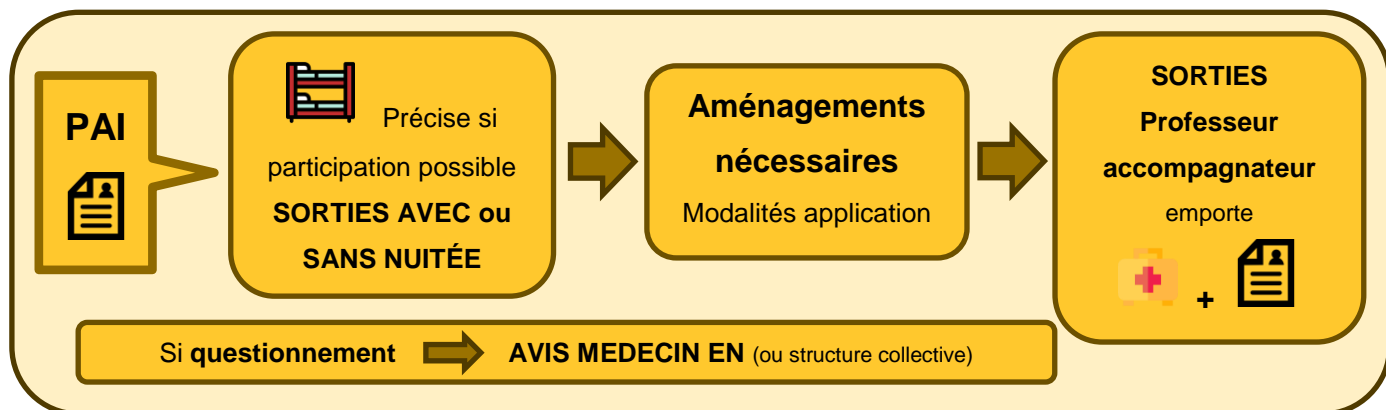 PAI
Précise si
participation possible
SORTIES AVEC ou
SANS NUITÉE
Aménagements
nécessaires
Modalités application
SORTIES
Professeur
accompagnateur
emporte
+
Si questionnement
AVIS MEDECIN EN (ou structure collective)